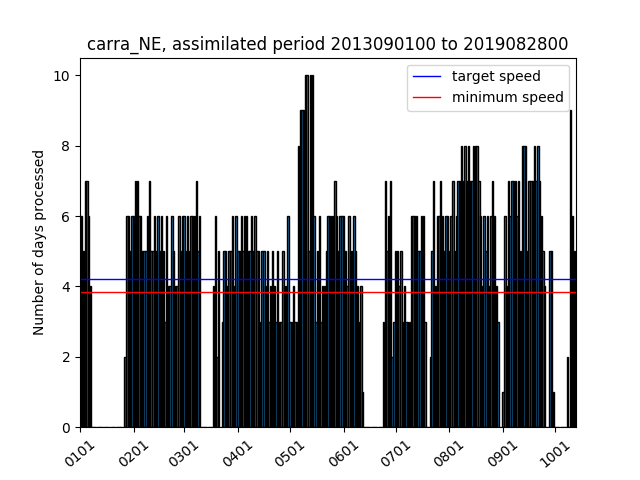 carra_NE, assimilated period 2013090100 to 2019082800
target speed
minimum speed
Number of days processed
10
8
6
4
2
0
0101 0201 0301 0401 0501 0601 0701 0801 0901 1001